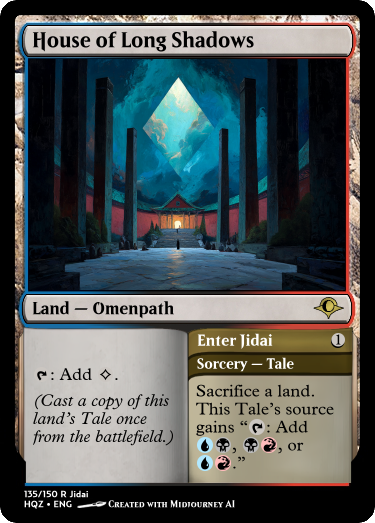 House of Long Shadows
Land — Omenpath
Enter Jidai 1
Sorcery — Tale
: Add .
(Cast a copy of this
land's Tale once
from the battlefield.)
Sacrifice a land.
This Tale's source
gains “: Add
, , or
.”
135/150 R Jidai
HQZ • ENG Created with Midjourney AI